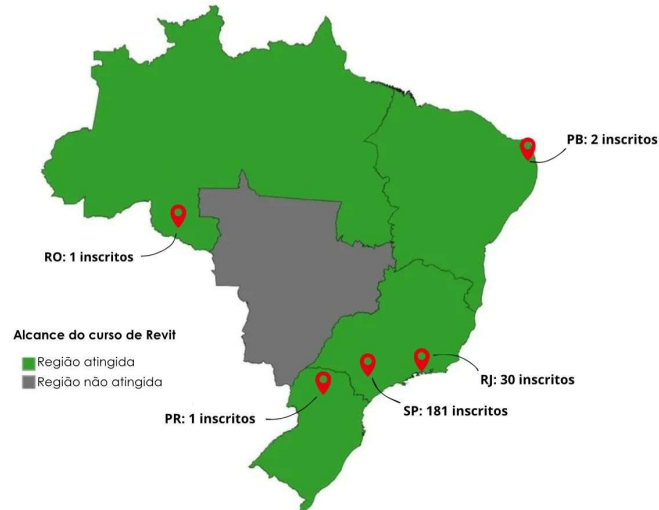 PB: 2 inscritos
RO: 1 inscritos
Alcance do curso de Revit
Região atingida
Região não atingida
RJ: 30 inscritos
SP: 181 inscritos
PR: 1 inscritos